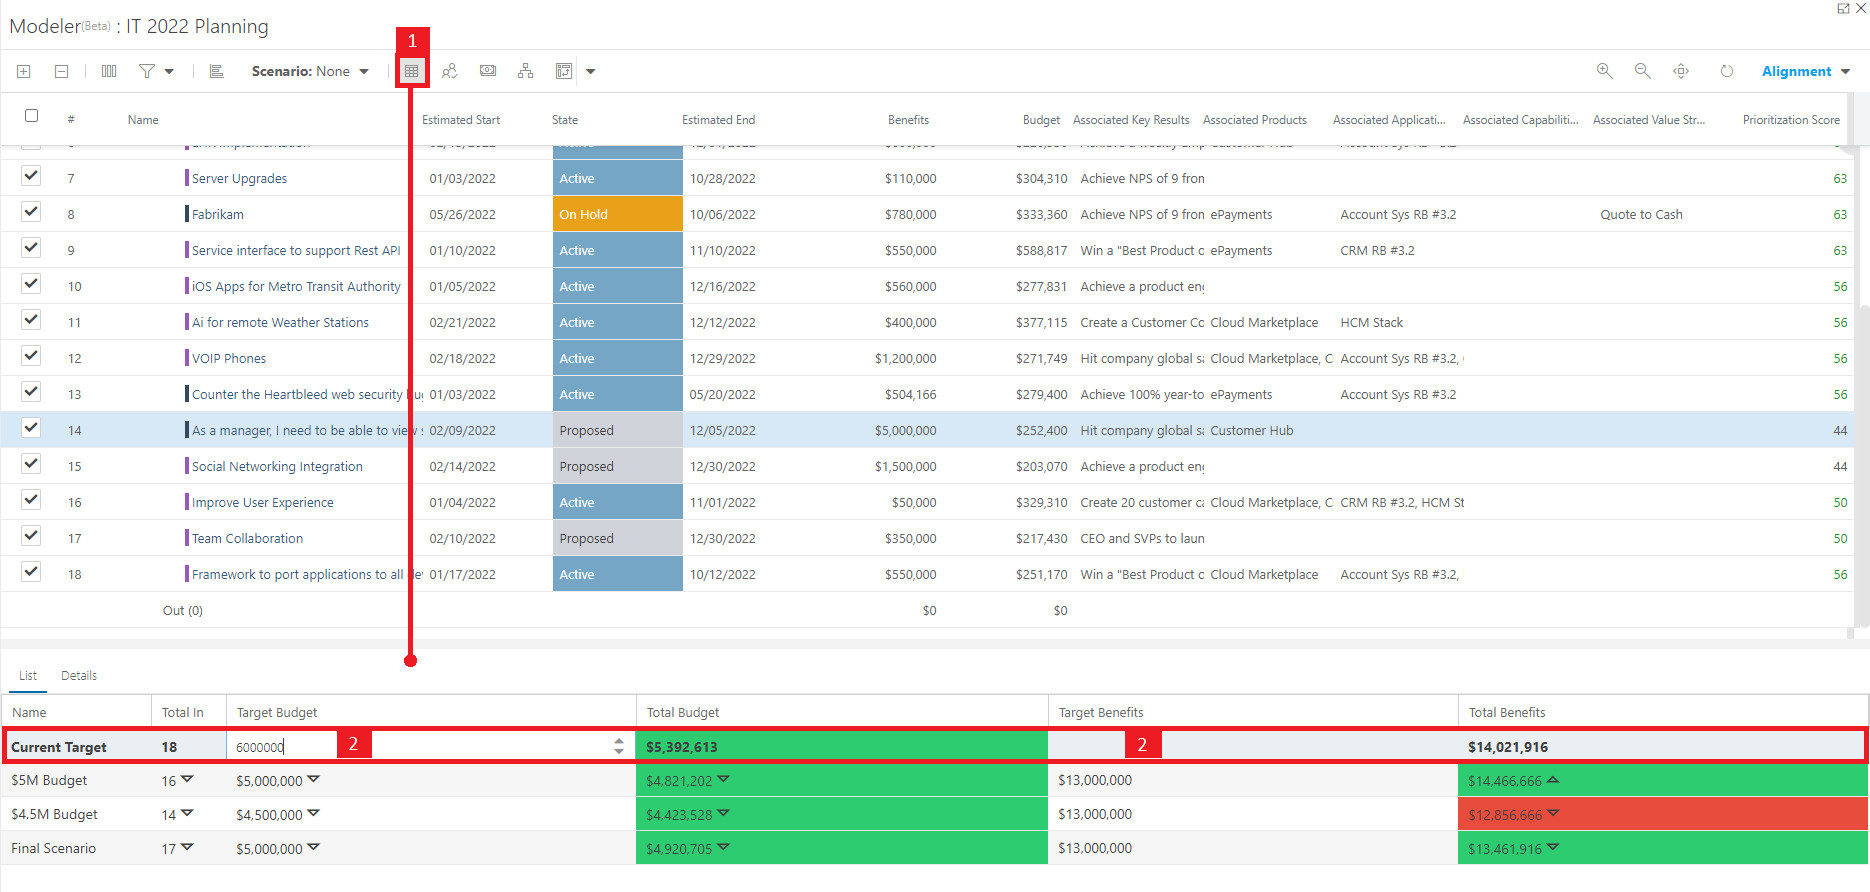 Modeler(Beta) : IT 2022 Planning
1
Scenario: None
Alignment
# Name Estimated Start State Estimated End Benefits Budget Associated Key Results Associated Products Associated Applicati... Associated Capabiliti... Associated Value Str... Prioritization Score
7 Server Upgrades 01/03/2022 Active 10/28/2022 $110,000 $304,310 Achieve NPS of 9 from 63
8 Fabrikam 05/26/2022 On Hold 10/06/2022 $780,000 $333,360 Achieve NPS of 9 from ePayments Account Sys RB #3.2 Quote to Cash 63
9 Service interface to support Rest API 01/10/2022 Active 11/10/2022 $550,000 $588,817 Win a "Best Product o ePayments CRM RB #3.2 63
10 iOS Apps for Metro Transit Authority 01/05/2022 Active 12/16/2022 $560,000 $277,831 Achieve a product eng 56
11 Ai for remote Weather Stations 02/21/2022 Active 12/12/2022 $400,000 $377,115 Create a Customer Co Cloud Marketplace HCM Stack 56
12 VOIP Phones 02/18/2022 Active 12/29/2022 $1,200,000 $271,749 Hit company global sa Cloud Marketplace, C Account Sys RB #3.2, 56
13 Counter the Heartbleed web security bug 01/03/2022 Active 05/20/2022 $504,166 $279,400 Achieve 100% year-to ePayments Account Sys RB #3.2 56
14 As a manager, I need to be able to view s 02/09/2022 Proposed 12/05/2022 $5,000,000 $252,400 Hit company global sa Customer Hub 44
15 Social Networking Integration 02/14/2022 Proposed 12/30/2022 $1,500,000 $203,070 Achieve a product eng 44
16 Improve User Experience 01/04/2022 Active 11/01/2022 $50,000 $329,310 Create 20 customer ca Cloud Marketplace, C CRM RB #3.2, HCM St 50
17 Team Collaboration 02/10/2022 Proposed 12/30/2022 $350,000 $217,430 CEO and SVPs to laun 50
18 Framework to port applications to all dev 01/17/2022 Active 10/12/2022 $550,000 $251,170 Win a "Best Product o Cloud Marketplace Account Sys RB #3.2, 56
Out (0) $0 $0
List Details
Name Total In Target Budget Total Budget Target Benefits Total Benefits
Current Target 18 6000000 2 $5,392,613 2 $14,021,916
$5M Budget 16 $5,000,000 $4,821,202 $13,000,000 $14,466,666
$4.5M Budget 14 $4,500,000 $4,423,528 $13,000,000 $12,856,666
Final Scenario 17 $5,000,000 $4,920,705 $13,000,000 $13,461,916